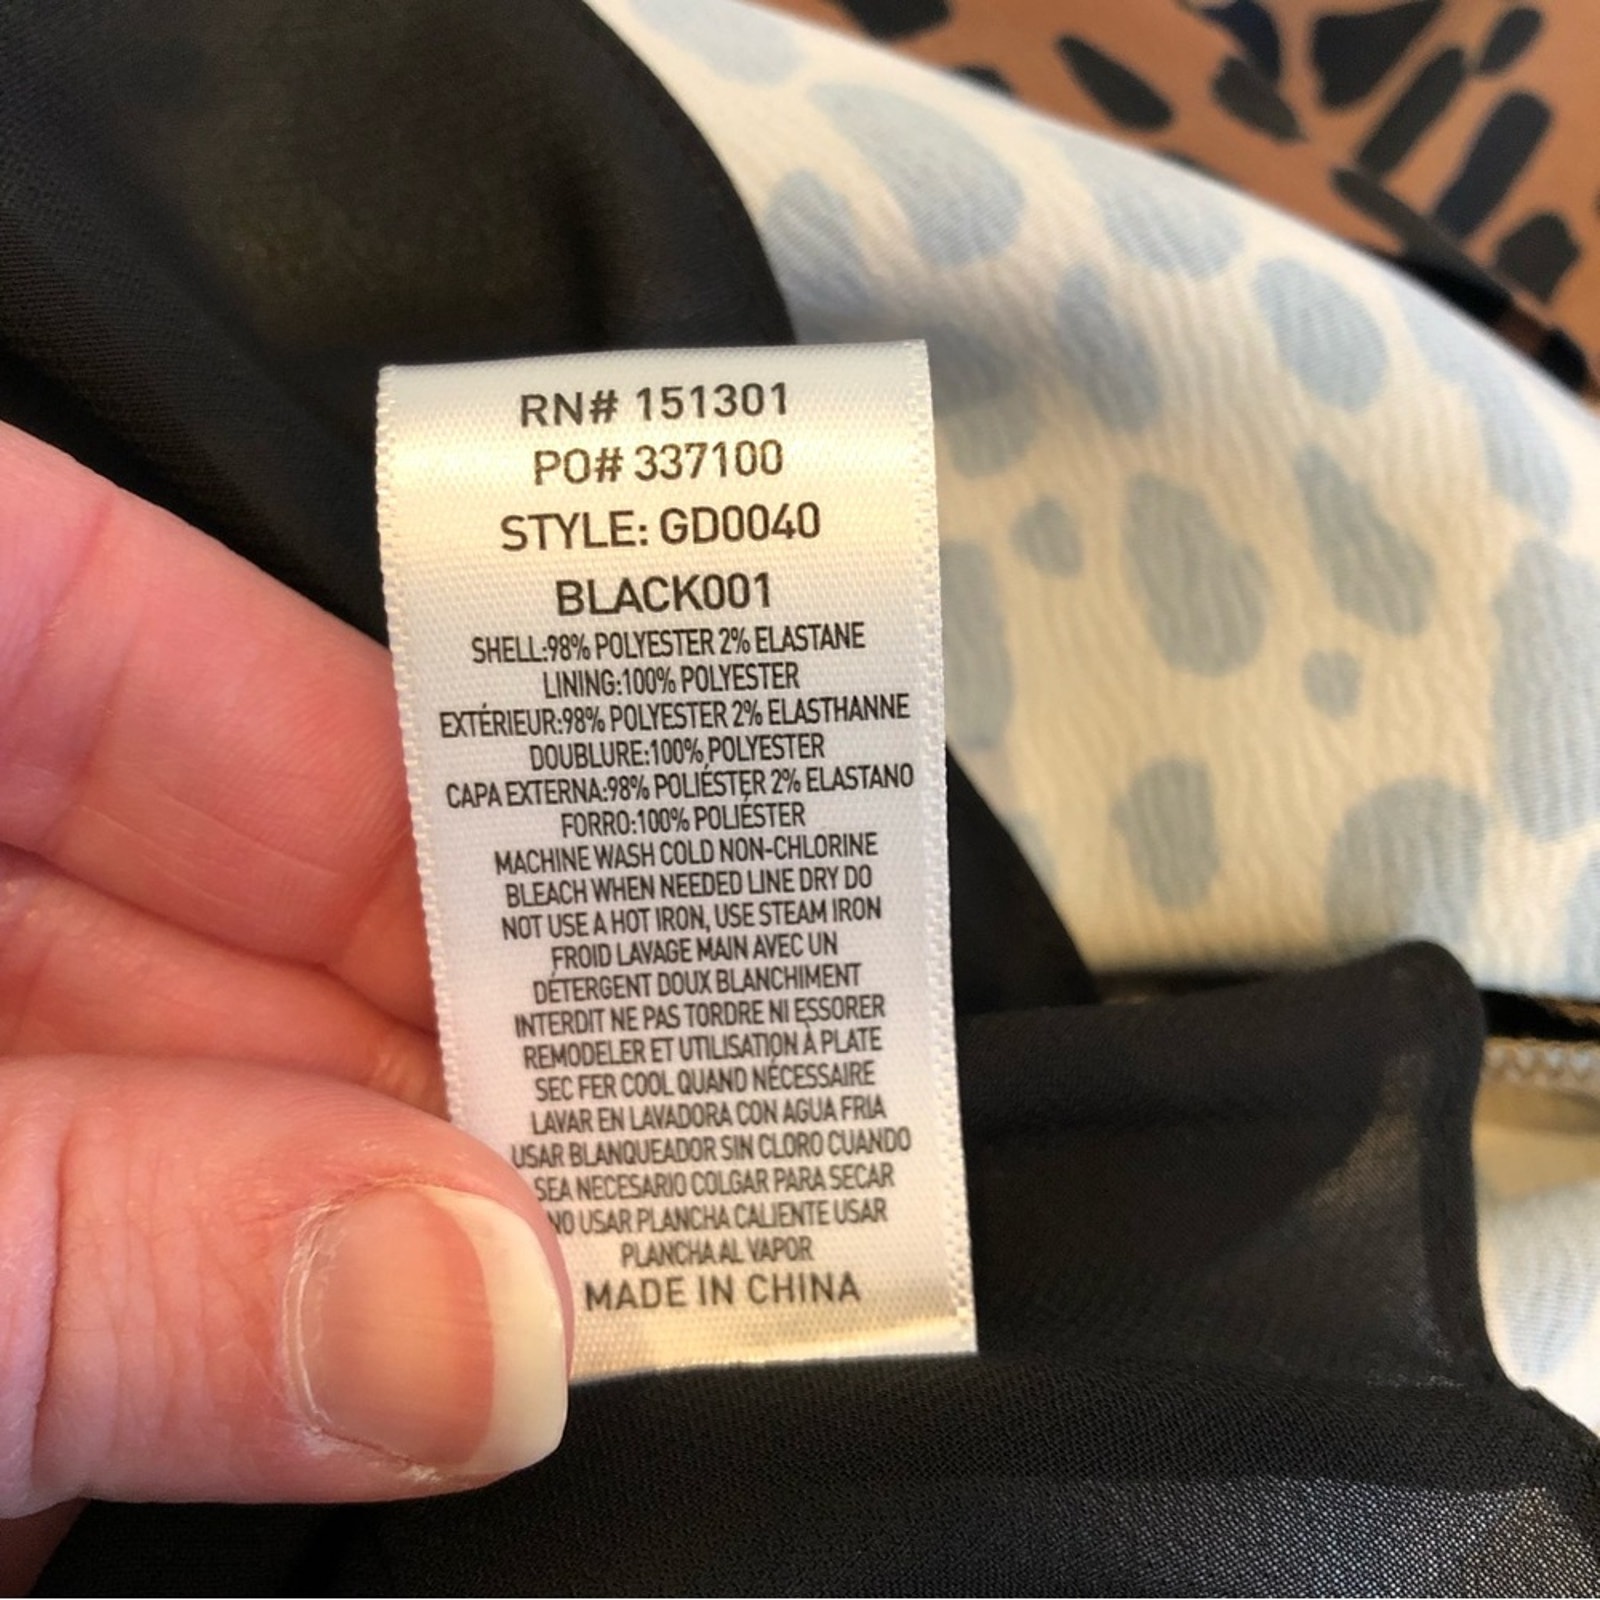 RN# 151301
PO# 337100
STYLE: GD0040
BLACK001
SHELL:98% POLYESTER 2% ELASTANE
LINING:100% POLYESTER
EXTÉRIEUR:98% POLYESTER 2% ELASTHANNE
DOUBLURE:100% POLYESTER
CAPA EXTERNA:98% POLIÉSTER 2% ELASTANO
FORRO:100% POLIÉSTER
MACHINE WASH COLD NON-CHLORINE
BLEACH WHEN NEEDED LINE DRY DO
NOT USE A HOT IRON, USE STEAM IRON
FROID LAVAGE MAIN AVEC UN
DÉTERGENT DOUX BLANCHIMENT
INTERDIT NE PAS TORDRE NI ESSORER
REMODELER ET UTILISATION À PLATE
SEC FER COOL QUAND NÉCESSAIRE
LAVAR EN LAVADORA CON AGUA FRIA
USAR BLANQUEADOR SIN CLORO CUANDO
SEA NECESARIO COLGAR PARA SECAR
NO USAR PLANCHA CALIENTE USAR
PLANCHA AL VAPOR
MADE IN CHINA